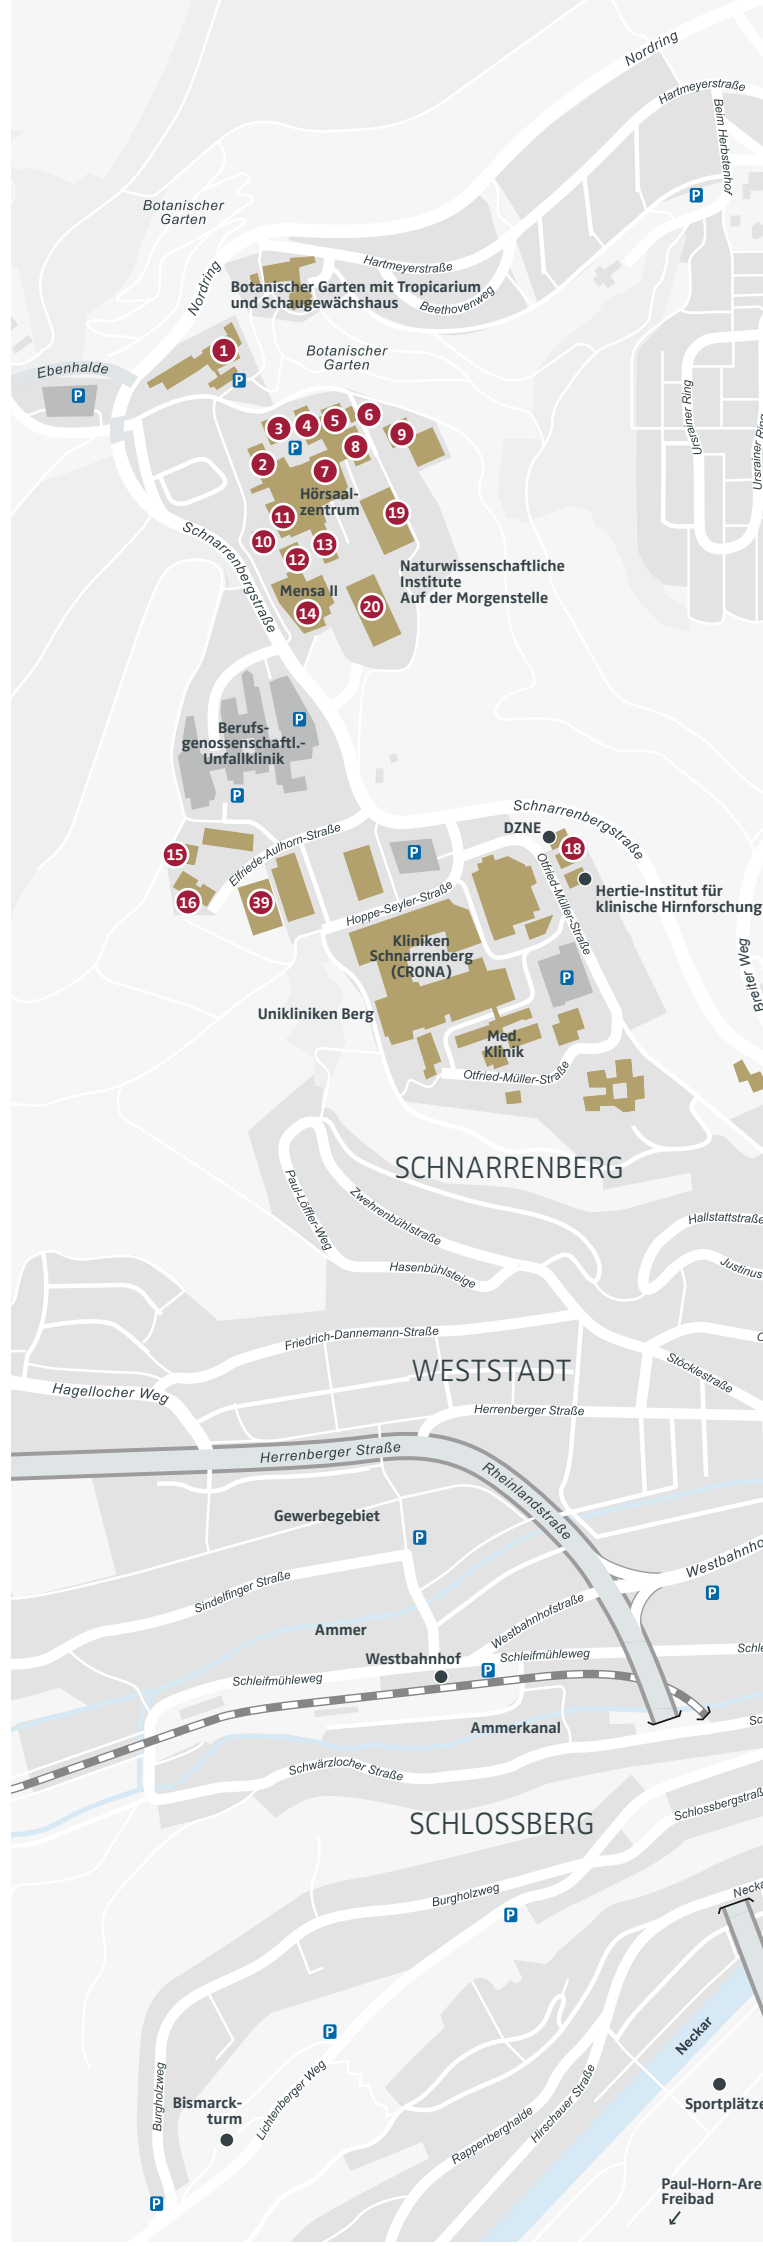 Nordring
Hartmeyerstraße
Beim Herbstenhof
P
Botanischer
Garten
Nordring
Hartmeyerstraße
Botanischer Garten mit Tropicarium
und Schaugewächshaus
Beethovenweg
1
Botanischer
Garten
Ebenhalde
P
P
Ursrainer Ring
Ursrainer Ring
3
4
5
6
9
P
8
2
7
Hörsaal-
zentrum
11
19
10
13
12
Schnarrenbergstraße
Naturwissenschaftliche
Institute
Auf der Morgenstelle
Mensa II
14
20
P
Berufs-
genossenschaftl.-
Unfallklinik
P
Schnarrenbergstraße
DZNE
18
15
Elfriede-Aulhorn-Straße
P
Otfried-Müller-Straße
Hertie-Institut für
klinische Hirnforschung
16
39
Hoppe-Seyler-Straße
Kliniken
Schnarrenberg
(CRONA)
Breiter Weg
P
Unikliniken Berg
Med.
Klinik
Otfried-Müller-Straße
SCHNARRENBERG
Paul-Löffler-Weg
Zwehrenbühlstraße
Hallstattstraße
Hasenbühlsteige
Justinus
Friedrich-Dannemann-Straße
WESTSTADT
Stöcklestraße
Hagellocher Weg
Herrenberger Straße
Herrenberger Straße
Rheinlandstraße
Gewerbegebiet
P
Westbahnho
Sindelfinger Straße
P
Westbahnhofstraße
Ammer
Schle
Westbahnhof
Schleifmühleweg
P
Schleifmühleweg
Ammerkanal
Sc
Schwärzlocher Straße
Schlossbergstraß
SCHLOSSBERG
Burgholzweg
Necka
P
P
Neckar
Lichtenberger Weg
Burgholzweg
Bismarck-
turm
Rappenberghalde
Hirschauer Straße
Sportplätze
P
Paul-Horn-Are
Freibad